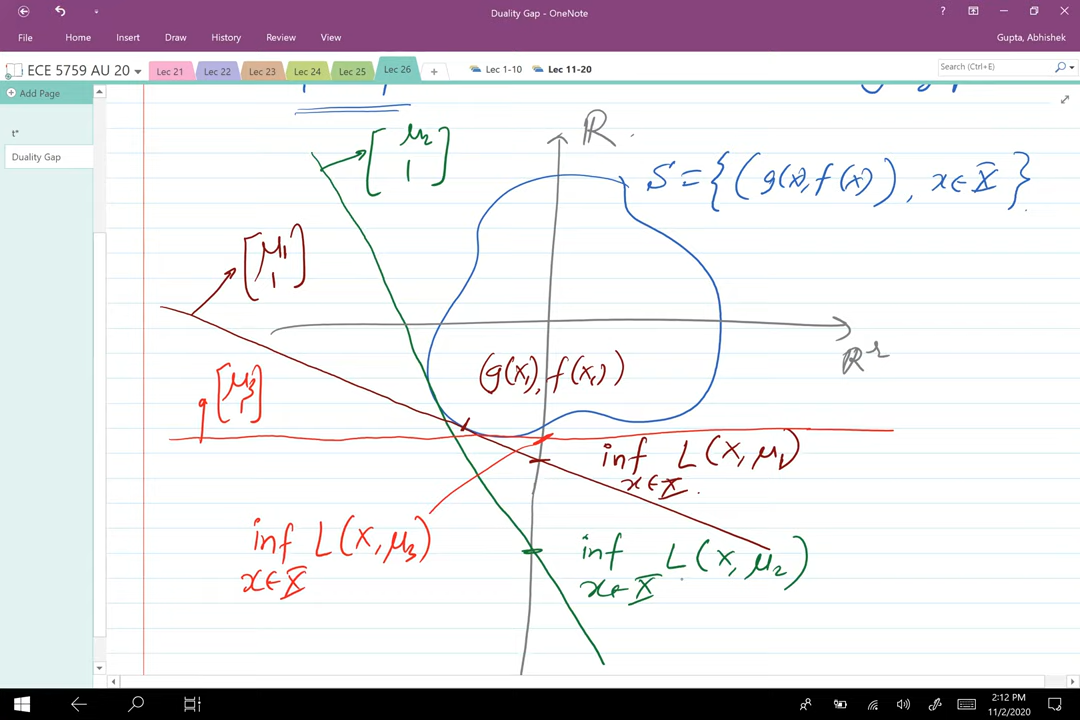 Duality Gap - OneNote
?
File Home Insert Draw History Review View
Gupta, Abhishek
ECE 5759 AU 20
Lec 21 Lec 22 Lec 23 Lec 24 Lec 25 Lec 26 +
Lec 1-10 Lec 11-20
Search (Ctrl+E)
Add Page
t*
Duality Gap
ℝ
[μ₂
1]
S = {(g(x), f(x)), x ∈ X}
[μ₁
1]
ℝʳ
[μ₃
1]
(g(x₁), f(x₁))
inf L(x, μ₁)
x∈X
inf L(x, μ₃)
x∈X
inf L(x, μ₂)
x∈X
2:12 PM
11/2/2020